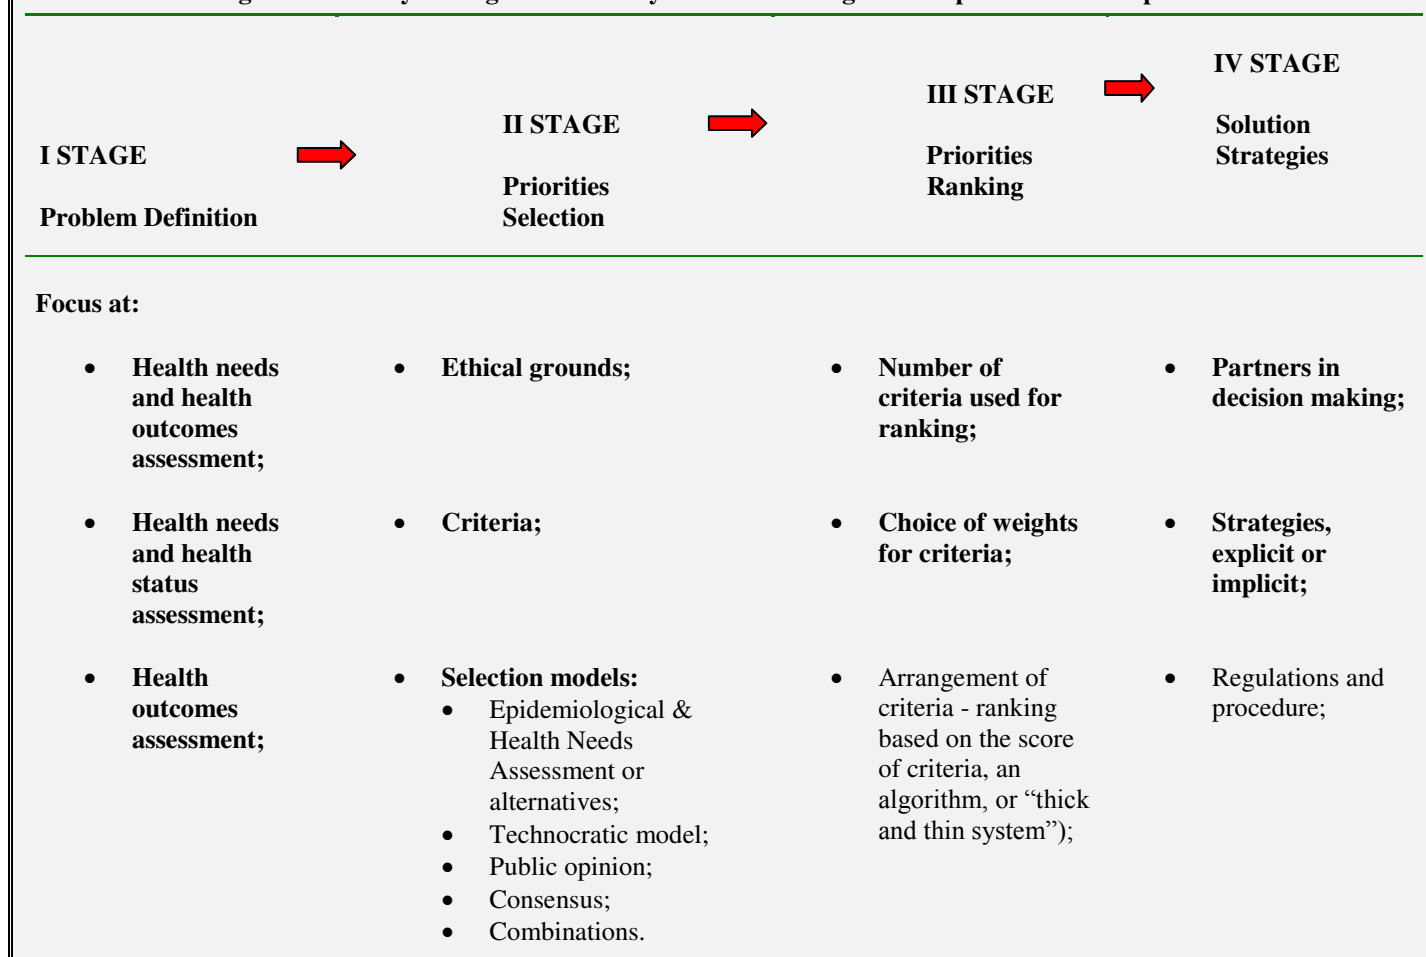 I STAGE
Problem Definition
II STAGE
Priorities
Selection
III STAGE
Priorities
Ranking
IV STAGE
Solution
Strategies
Focus at:
• Health needs
and health
outcomes
assessment;
• Health needs
and health
status
assessment;
• Health
outcomes
assessment;
• Ethical grounds;
• Criteria;
• Selection models:
• Epidemiological &
Health Needs
Assessment or
alternatives;
• Technocratic model;
• Public opinion;
• Consensus;
• Combinations.
• Number of
criteria used for
ranking;
• Choice of weights
for criteria;
• Arrangement of
criteria - ranking
based on the score
of criteria, an
algorithm, or “thick
and thin system”);
• Partners in
decision making;
• Strategies,
explicit or
implicit;
• Regulations and
procedure;